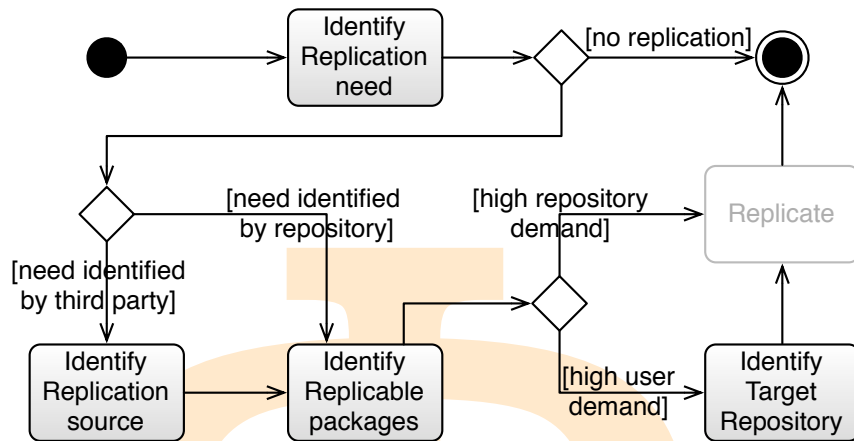 Identify
Replication
need
[no replication]
[need identified
by repository]
[high repository
demand]
Replicate
[need identified
by third party]
Identify
Replication
source
Identify
Replicable
packages
[high user
demand]
Identify
Target
Repository